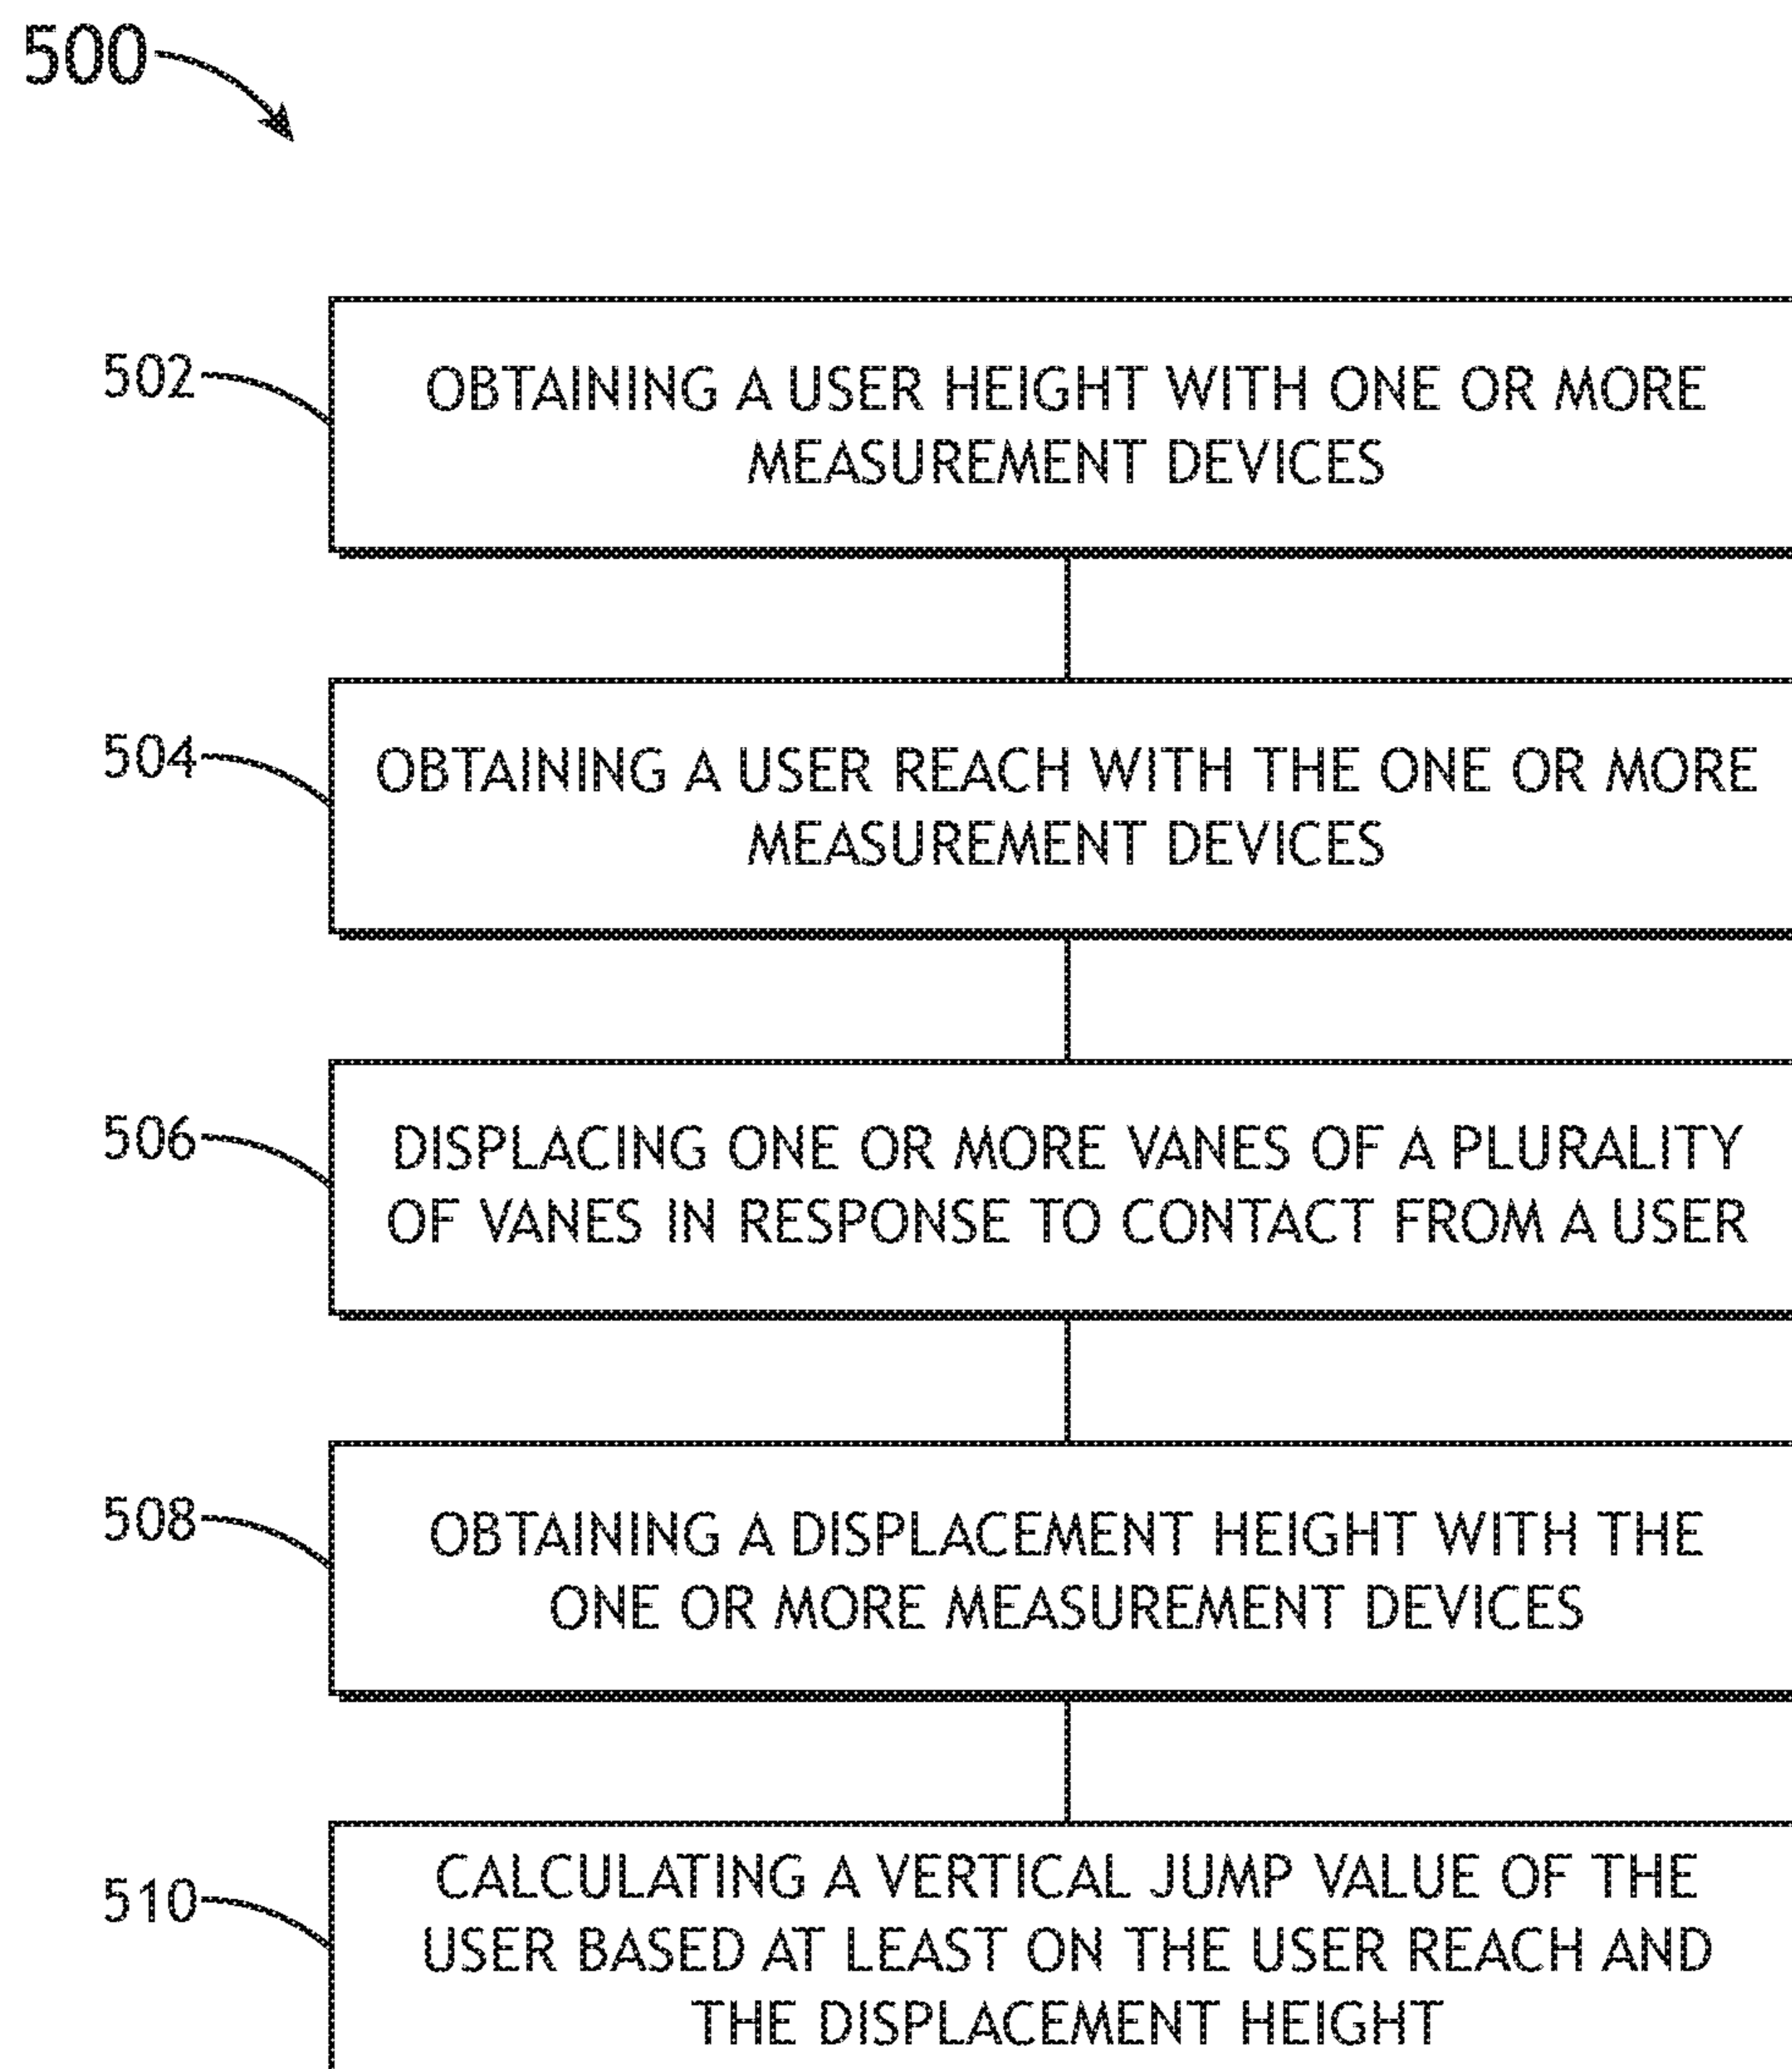 500
502
OBTAINING A USER HEIGHT WITH ONE OR MORE
MEASUREMENT DEVICES
504
OBTAINING A USER REACH WITH THE ONE OR MORE
MEASUREMENT DEVICES
506
DISPLACING ONE OR MORE VANES OF A PLURALITY
OF VANES IN RESPONSE TO CONTACT FROM A USER
508
OBTAINING A DISPLACEMENT HEIGHT WITH THE
ONE OR MORE MEASUREMENT DEVICES
510
CALCULATING A VERTICAL JUMP VALUE OF THE
USER BASED AT LEAST ON THE USER REACH AND
THE DISPLACEMENT HEIGHT